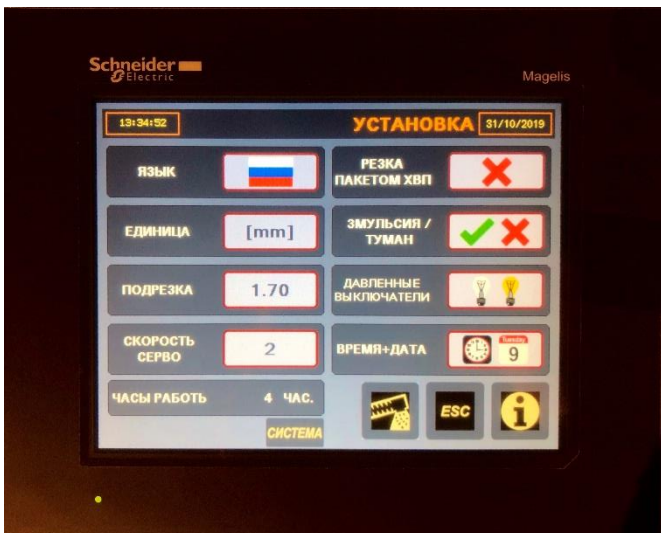 Schneider
Electric
Magelis
13:34:52
УСТАНОВКА
31/10/2019
ЯЗЫК
РЕЗКА
ПАКЕТОМ ХВП
ЕДИНИЦА
[mm]
ЗМУЛЬСИЯ /
ТУМАН
ПОДРЕЗКА
1.70
ДАВЛЕННЫЕ
ВЫКЛЮЧАТЕЛИ
СКОРОСТЬ
СЕРВО
2
ВРЕМЯ+ДАТА
Tuesday
9
ЧАСЫ РАБОТЬ
4 ЧАС.
ESC
СИСТЕМА